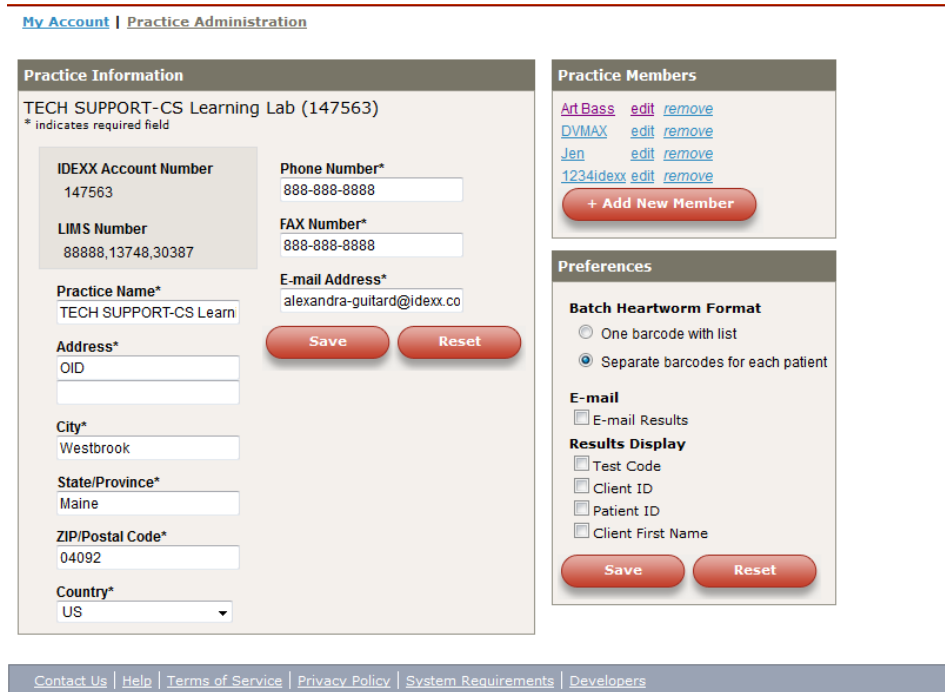 My Account | Practice Administration
Practice Information
TECH SUPPORT-CS Learning Lab (147563)
* indicates required field
IDEXX Account Number
147563
LIMS Number
88888,13748,30387
Practice Name*
TECH SUPPORT-CS Learn
Address*
OID
City*
Westbrook
State/Province*
Maine
ZIP/Postal Code*
04092
Country*
US
Phone Number*
888-888-8888
FAX Number*
888-888-8888
E-mail Address*
alexandra-guitard@idexx.co
Save Reset
Practice Members
Art Bass edit remove
DVMAX edit remove
Jen edit remove
1234idexx edit remove
+ Add New Member
Preferences
Batch Heartworm Format
One barcode with list
Separate barcodes for each patient
E-mail
E-mail Results
Results Display
Test Code
Client ID
Patient ID
Client First Name
Save Reset
Contact Us | Help | Terms of Service | Privacy Policy | System Requirements | Developers